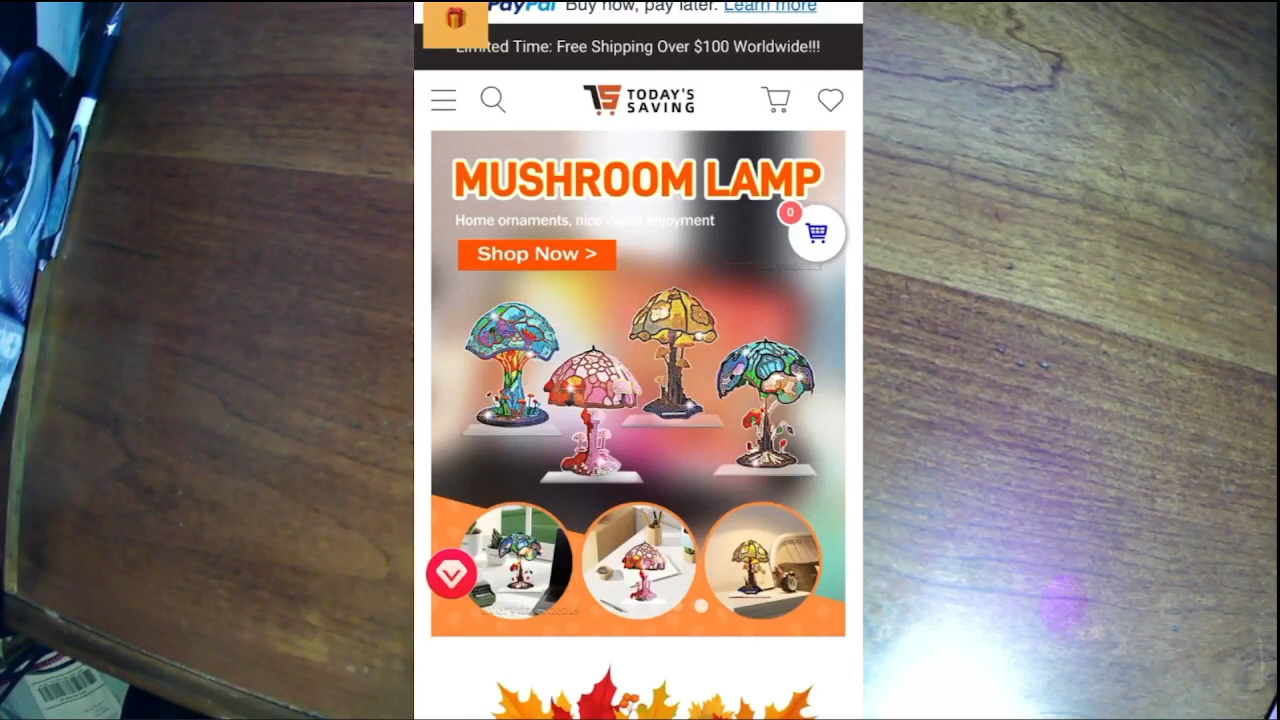 PayPal Buy now, pay later. Learn more
Limited Time: Free Shipping Over $100 Worldwide!!!
TODAY'S
SAVING
MUSHROOM LAMP
Home ornaments, nice visual enjoyment
0
Shop Now >